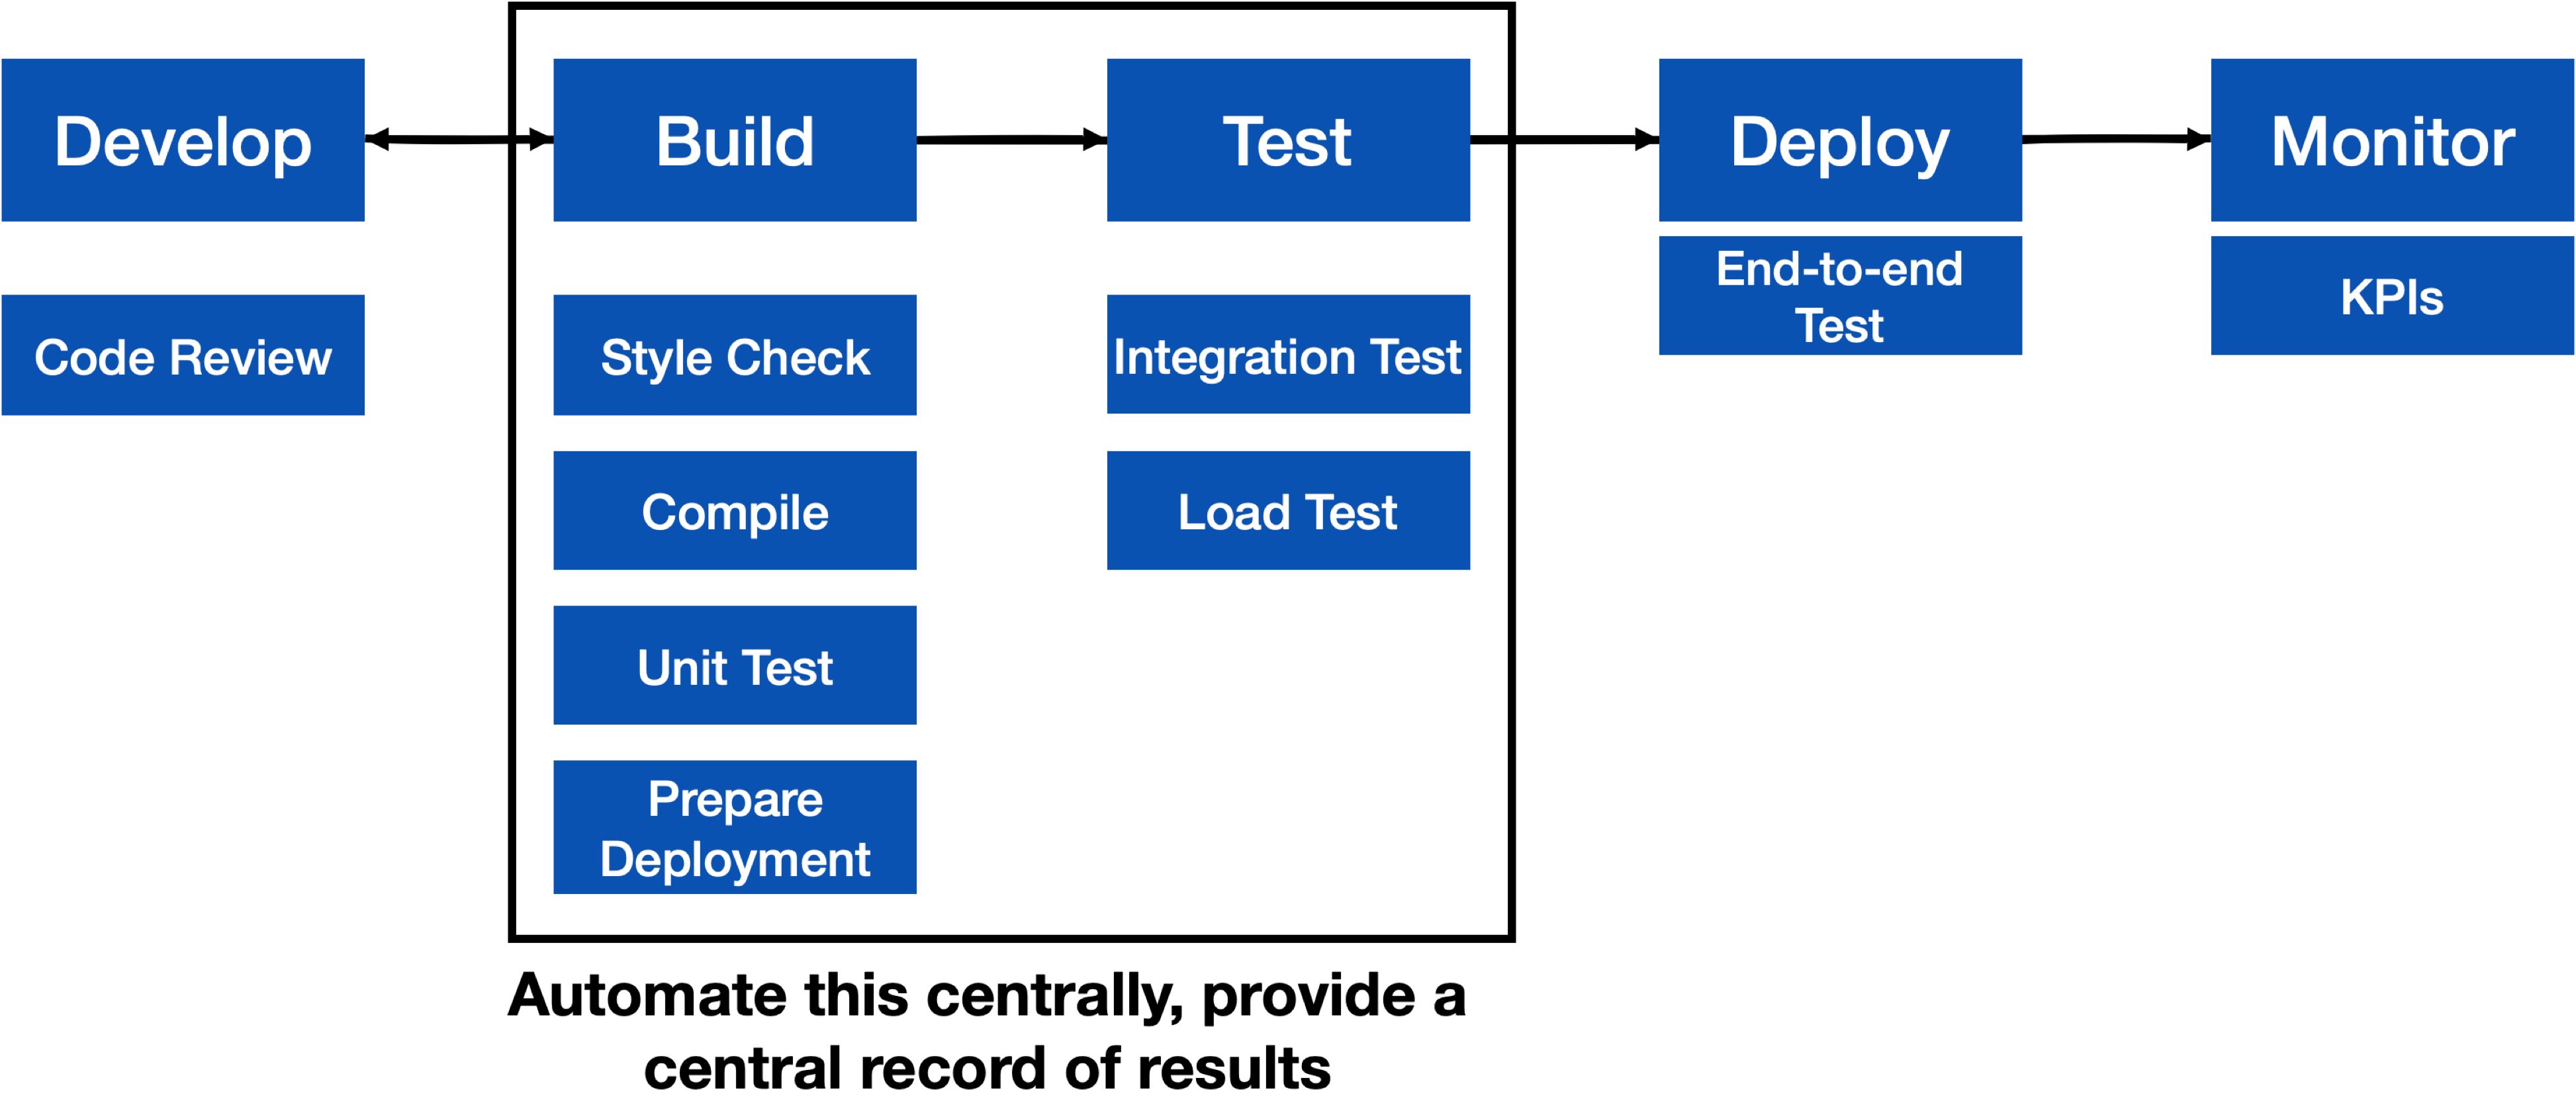 Develop
Build
Test
Deploy
Monitor
Code Review
Style Check
Compile
Unit Test
Prepare
Deployment
Integration Test
Load Test
End-to-end
Test
KPIs
Automate this centrally, provide a
central record of results